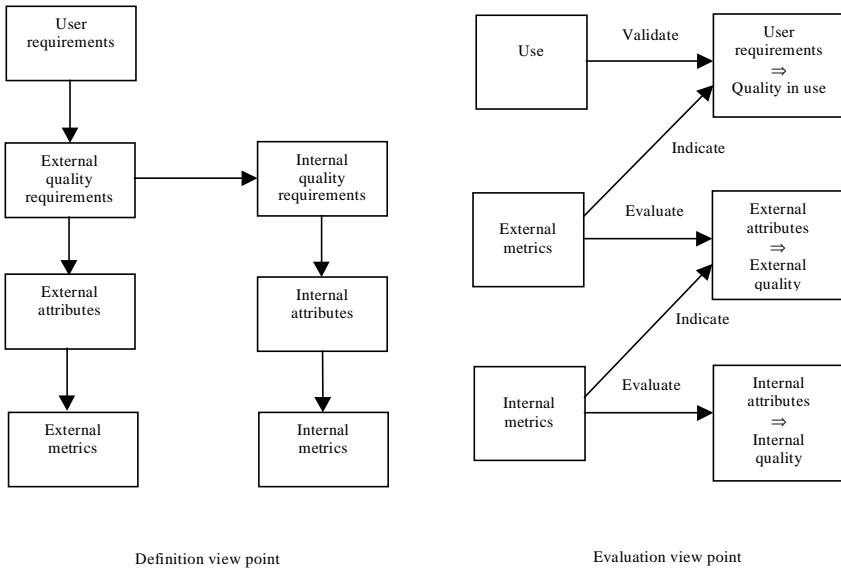 User
requirements
External
quality
requirements
Internal
quality
requirements
External
attributes
Internal
attributes
External
metrics
Internal
metrics
Definition view point
Use
Validate
User
requirements
⇒
Quality in use
Indicate
External
metrics
Evaluate
External
attributes
⇒
External
quality
Indicate
Internal
metrics
Evaluate
Internal
attributes
⇒
Internal
quality
Evaluation view point